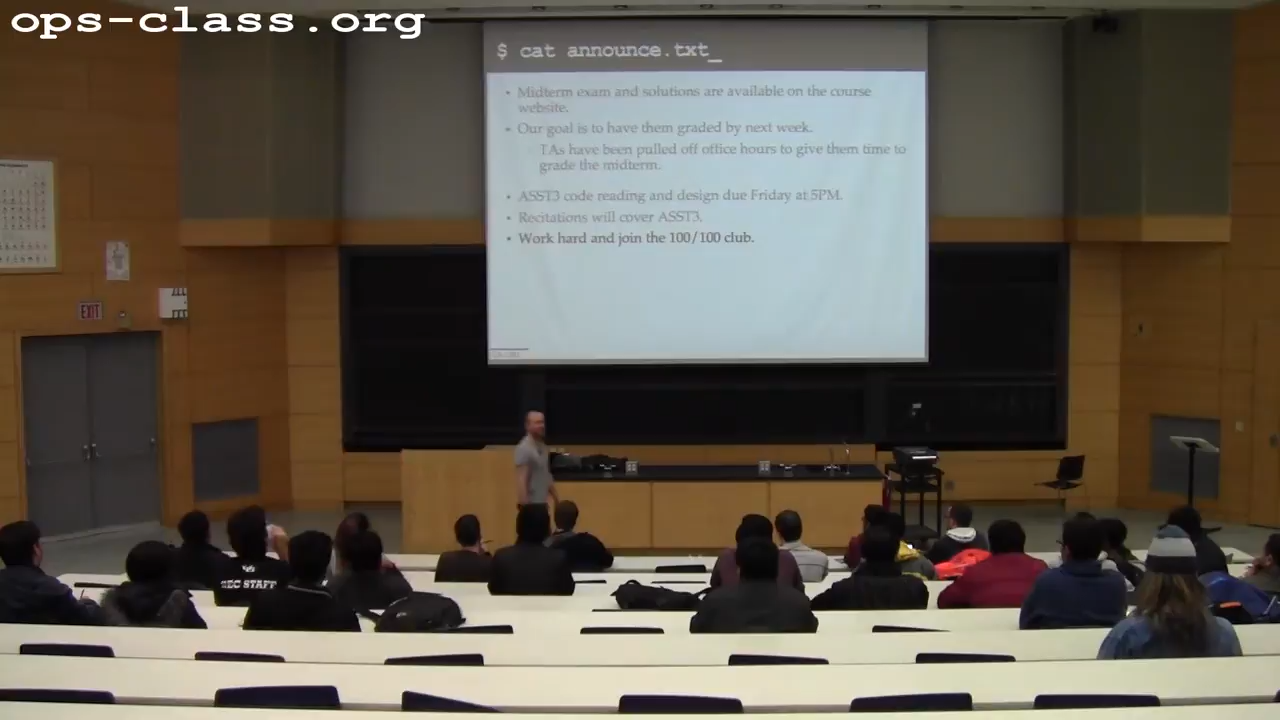 ops-class.org
$ cat announce.txt_
• Midterm exam and solutions are available on the course
website.
• Our goal is to have them graded by next week.
TAs have been pulled off office hours to give them time to
grade the midterm.
• ASST3 code reading and design due Friday at 5PM.
• Recitations will cover ASST3.
• Work hard and join the 100/100 club.
EXIT
STAFF